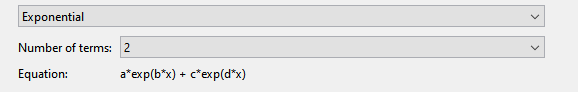 Exponential
Number of terms: 2
Equation: a*exp(b*x) + c*exp(d*x)